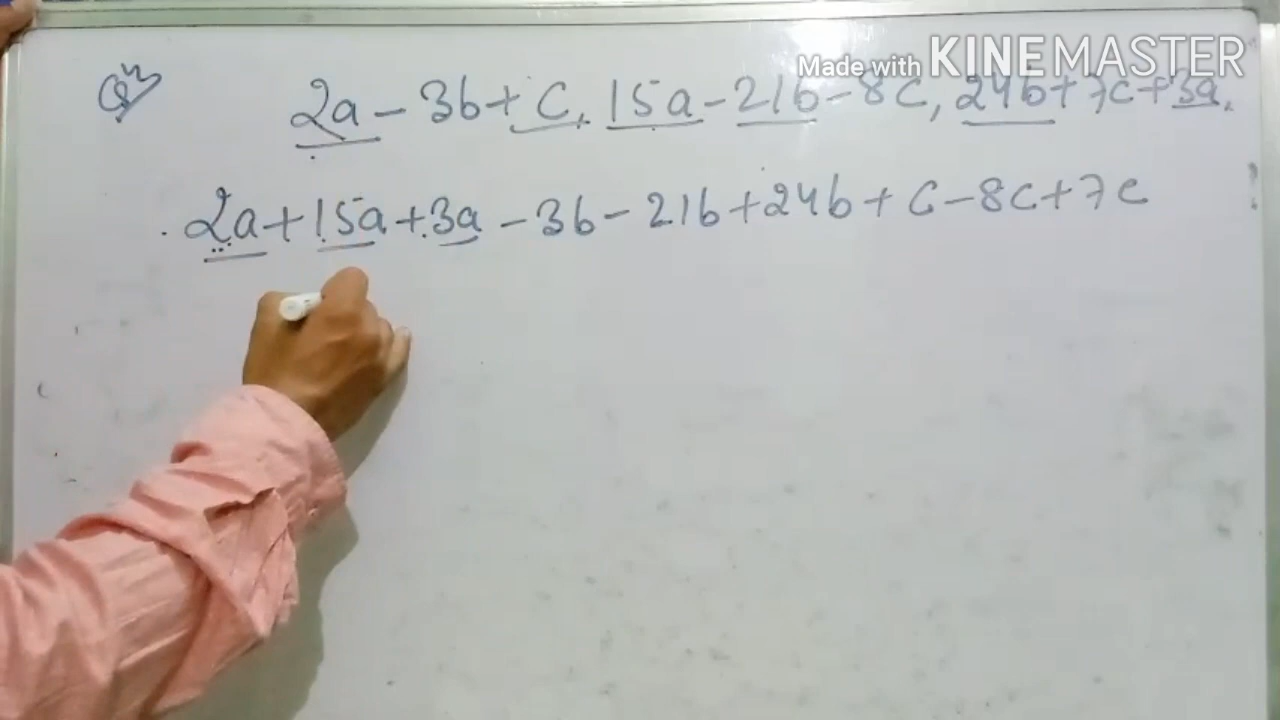 Made with KINEMASTER
Q4 2a - 3b + c, 15a - 21b - 8c, 24b + 7c + 3a.
2a + 15a + 3a - 3b - 21b + 24b + c - 8c + 7c